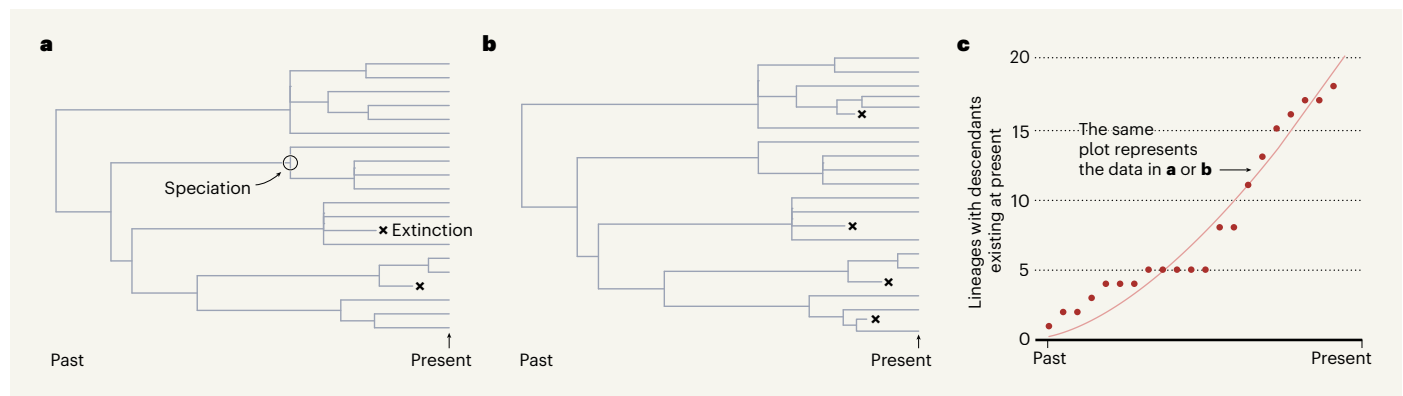 a
Speciation
Extinction
Past
Present
b
Past
Present
c
Lineages with descendants
existing at present
20
15
10
5
0
The same
plot represents
the data in a or b
Past
Present